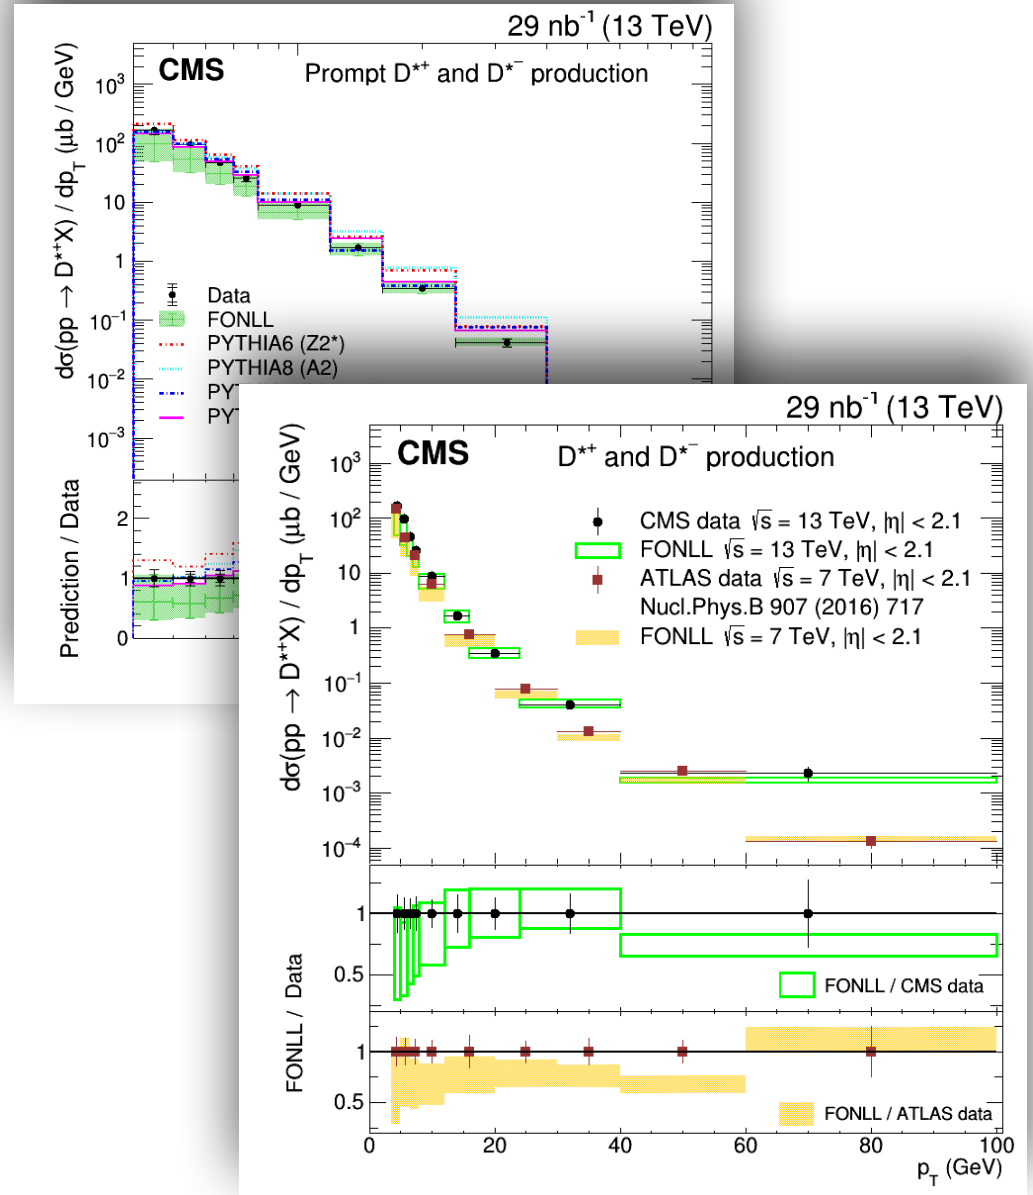 29 nb⁻¹ (13 TeV)
CMS
Prompt D*⁺ and D*⁻ production
dσ(pp → D*⁺X) / dp_T (μb / GeV)
10³
10²
10
1
10⁻¹
10⁻²
10⁻³
Data
FONLL
PYTHIA6 (Z2*)
PYTHIA8 (A2)
Prediction / Data
2
1
0
29 nb⁻¹ (13 TeV)
CMS
D*⁺ and D*⁻ production
dσ(pp → D*⁺X) / dp_T (μb / GeV)
10³
10²
10
1
10⁻¹
10⁻²
10⁻³
10⁻⁴
CMS data √s = 13 TeV, |η| < 2.1
FONLL √s = 13 TeV, |η| < 2.1
ATLAS data √s = 7 TeV, |η| < 2.1
Nucl.Phys.B 907 (2016) 717
FONLL √s = 7 TeV, |η| < 2.1
FONLL / Data
1
0.5
FONLL / CMS data
1
0.5
FONLL / ATLAS data
0 20 40 60 80 100
p_T (GeV)